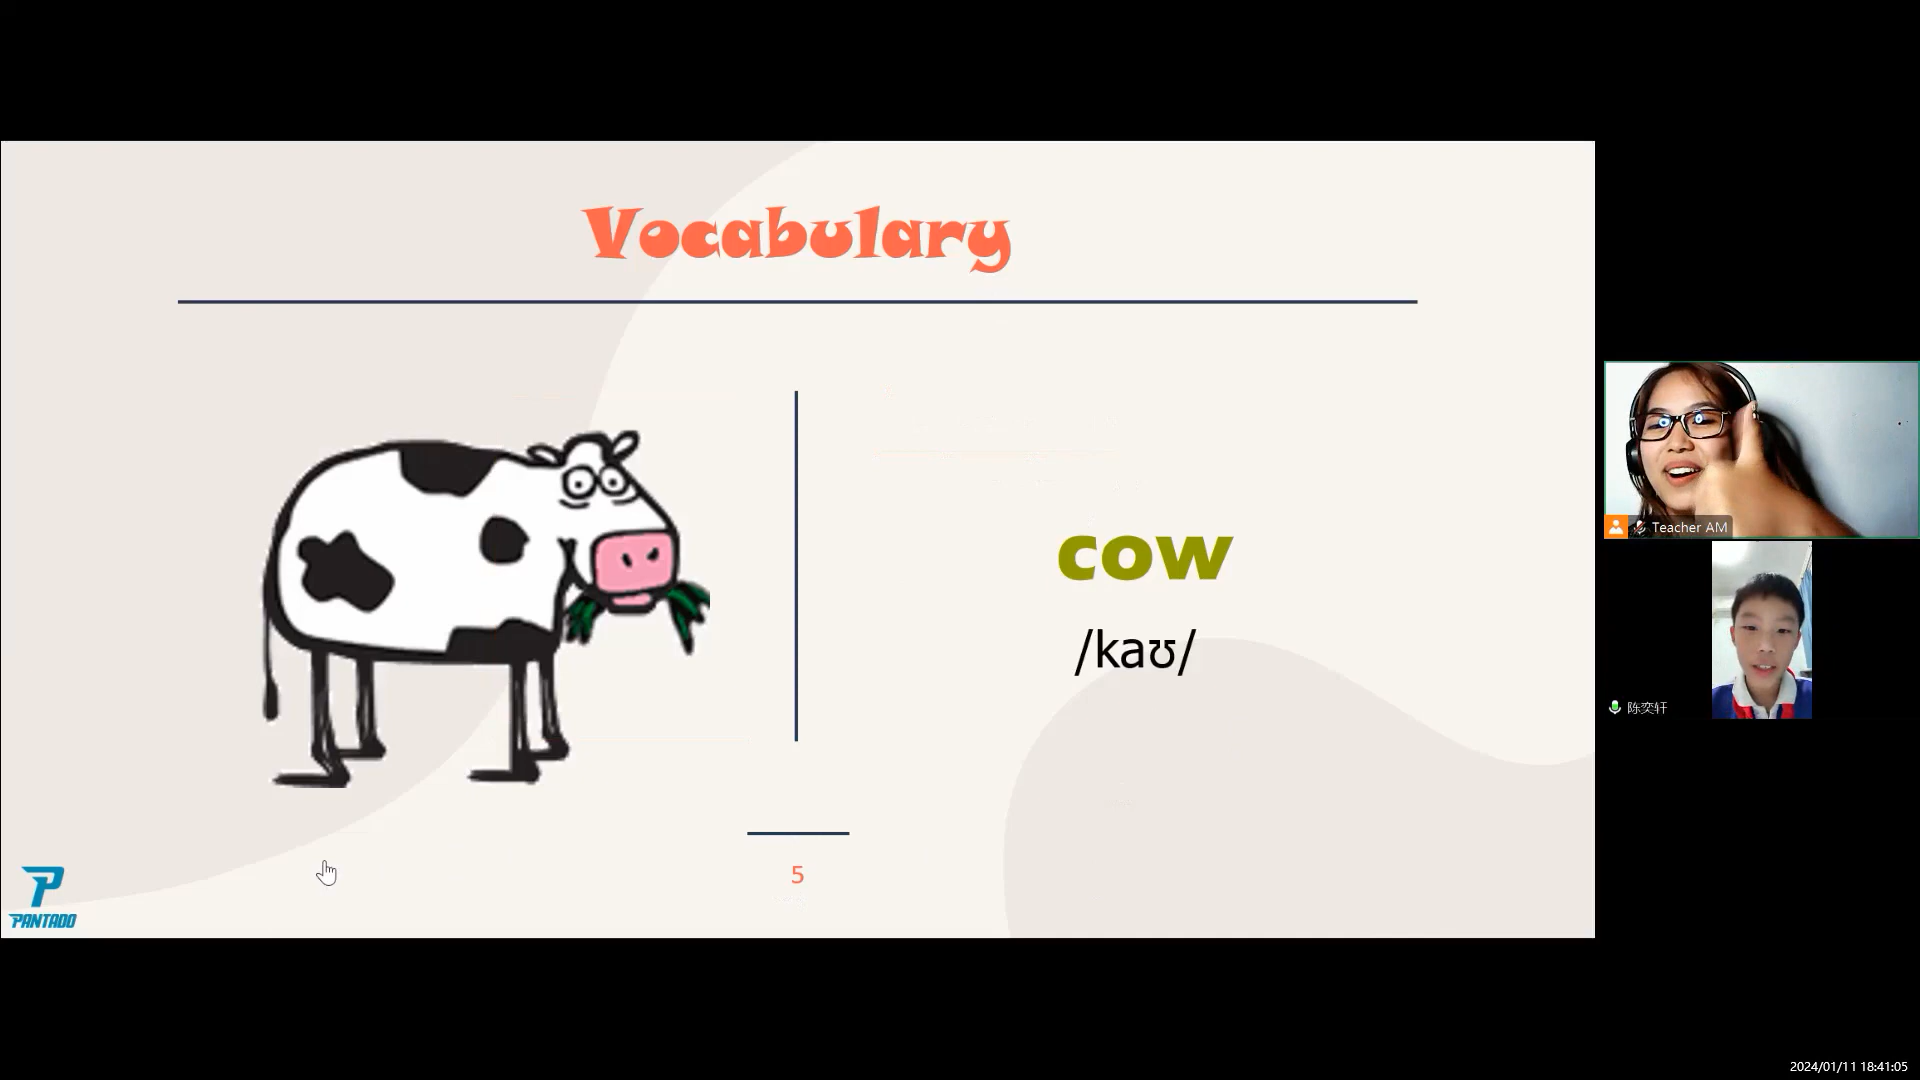 Vocabulary
cow
/kaʊ/
5
PANTADO
Teacher AM
陈奕轩
2024/01/11 18:41:05